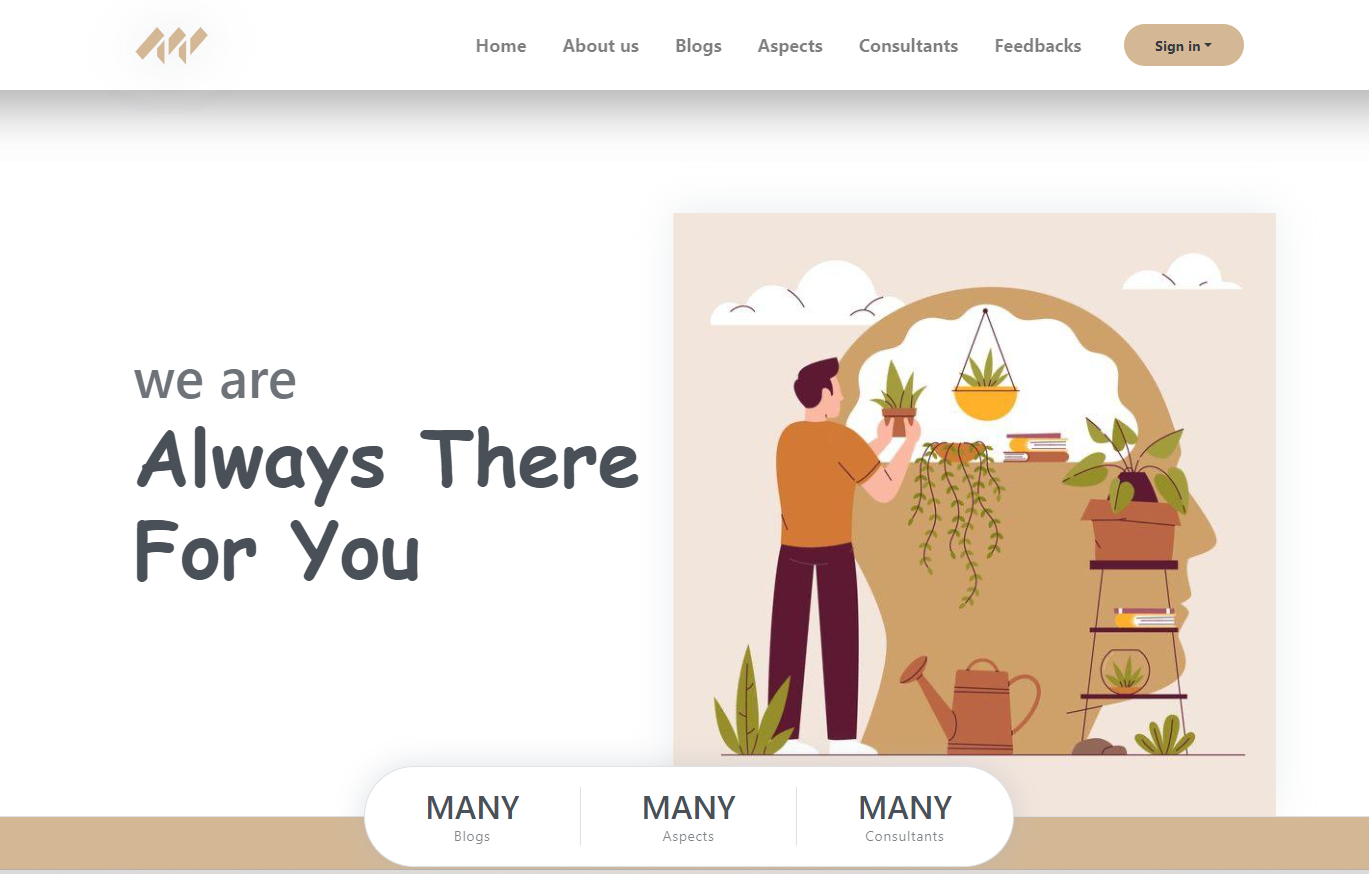 Home About us Blogs Aspects Consultants Feedbacks Sign in
we are
Always There
For You
MANY MANY MANY
Blogs Aspects Consultants